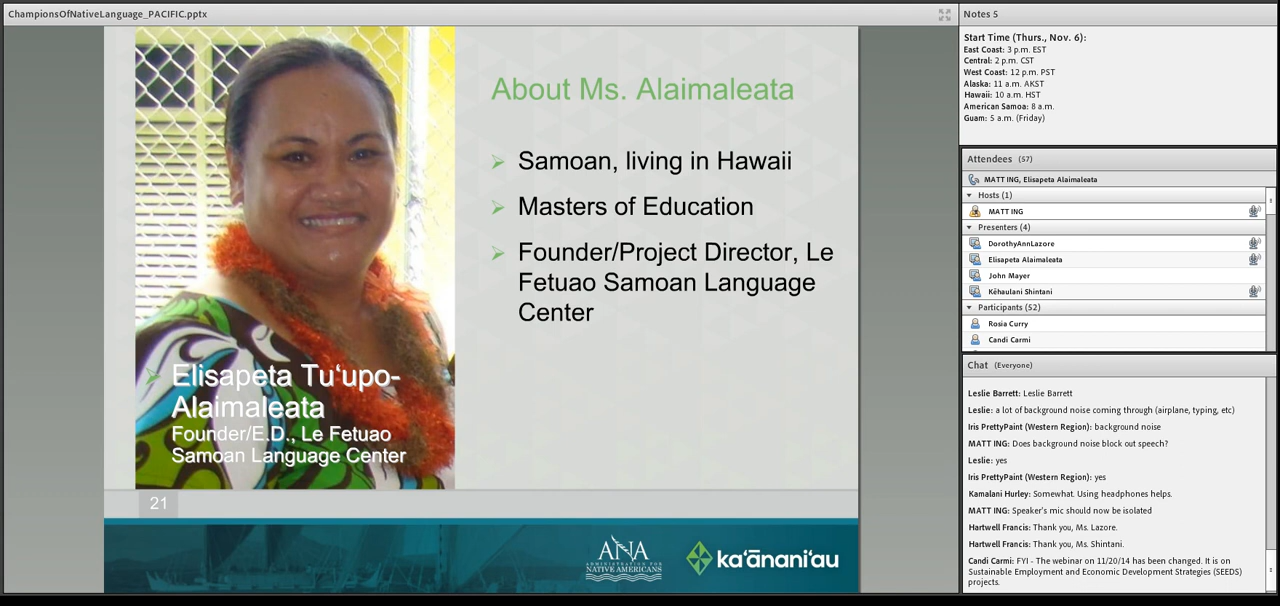 ChampionsOfNativeLanguage_PACIFIC.pptx
About Ms. Alaimaleata
Samoan, living in Hawaii
Masters of Education
Founder/Project Director, Le
Fetuao Samoan Language
Center
Elisapeta Tuʻupo-
Alaimaleata
Founder/E.D., Le Fetuao
Samoan Language Center
21
ANA
ADMINISTRATION FOR
NATIVE AMERICANS
kaʻānaniʻau
Notes 5
Start Time (Thurs., Nov. 6):
East Coast: 3 p.m. EST
Central: 2 p.m. CST
West Coast: 12 p.m. PST
Alaska: 11 a.m. AKST
Hawaii: 10 a.m. HST
American Samoa: 8 a.m.
Guam: 5 a.m. (Friday)
Attendees (57)
MATT ING, Elisapeta Alaimaleata
Hosts (1)
MATT ING
Presenters (4)
DorothyAnnLazore
Elisapeta Alaimaleata
John Mayer
Kēhaulani Shintani
Participants (52)
Rosia Curry
Candi Carmi
Chat (Everyone)
Leslie Barrett: Leslie Barrett
Leslie: a lot of background noise coming through (airplane, typing, etc)
Iris PrettyPaint (Western Region): background noise
MATT ING: Does background noise block out speech?
Leslie: yes
Iris PrettyPaint (Western Region): yes
Kamalani Hurley: Somewhat. Using headphones helps.
MATT ING: Speaker's mic should now be isolated
Hartwell Francis: Thank you, Ms. Lazore.
Hartwell Francis: Thank you, Ms. Shintani.
Candi Carmi: FYI - The webinar on 11/20/14 has been changed. It is on
Sustainable Employment and Economic Development Strategies (SEEDS)
projects.